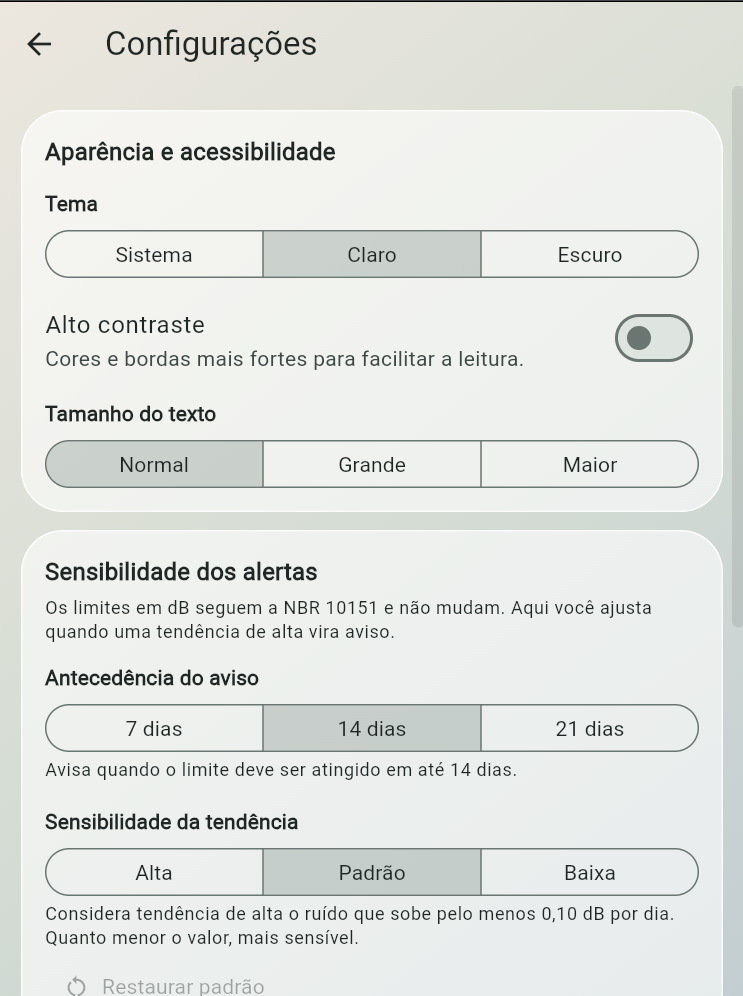 Configurações
Aparência e acessibilidade
Tema
Sistema
Claro
Escuro
Alto contraste
Cores e bordas mais fortes para facilitar a leitura.
Tamanho do texto
Normal
Grande
Maior
Sensibilidade dos alertas
Os limites em dB seguem a NBR 10151 e não mudam. Aqui você ajusta
quando uma tendência de alta vira aviso.
Antecedência do aviso
7 dias
14 dias
21 dias
Avisa quando o limite deve ser atingido em até 14 dias.
Sensibilidade da tendência
Alta
Padrão
Baixa
Considera tendência de alta o ruído que sobe pelo menos 0,10 dB por dia.
Quanto menor o valor, mais sensível.
Restaurar padrão